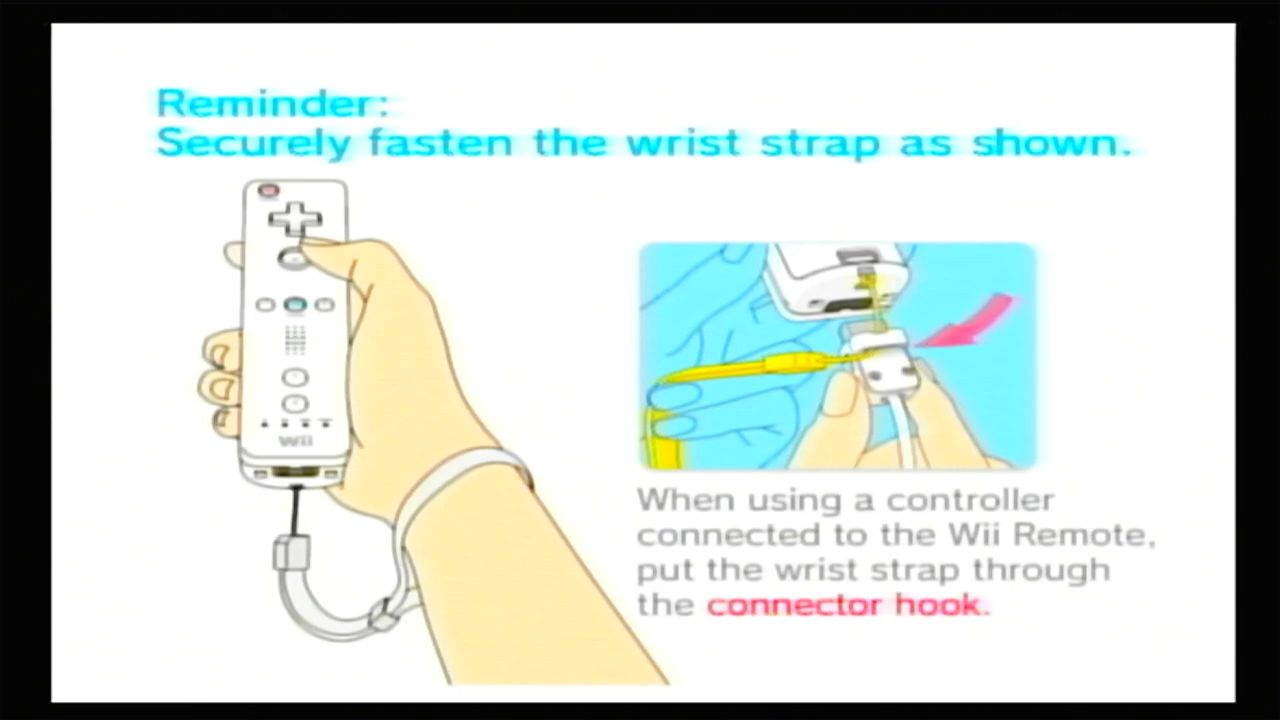 Reminder:
Securely fasten the wrist strap as shown.
Wii
When using a controller
connected to the Wii Remote,
put the wrist strap through
the connector hook.